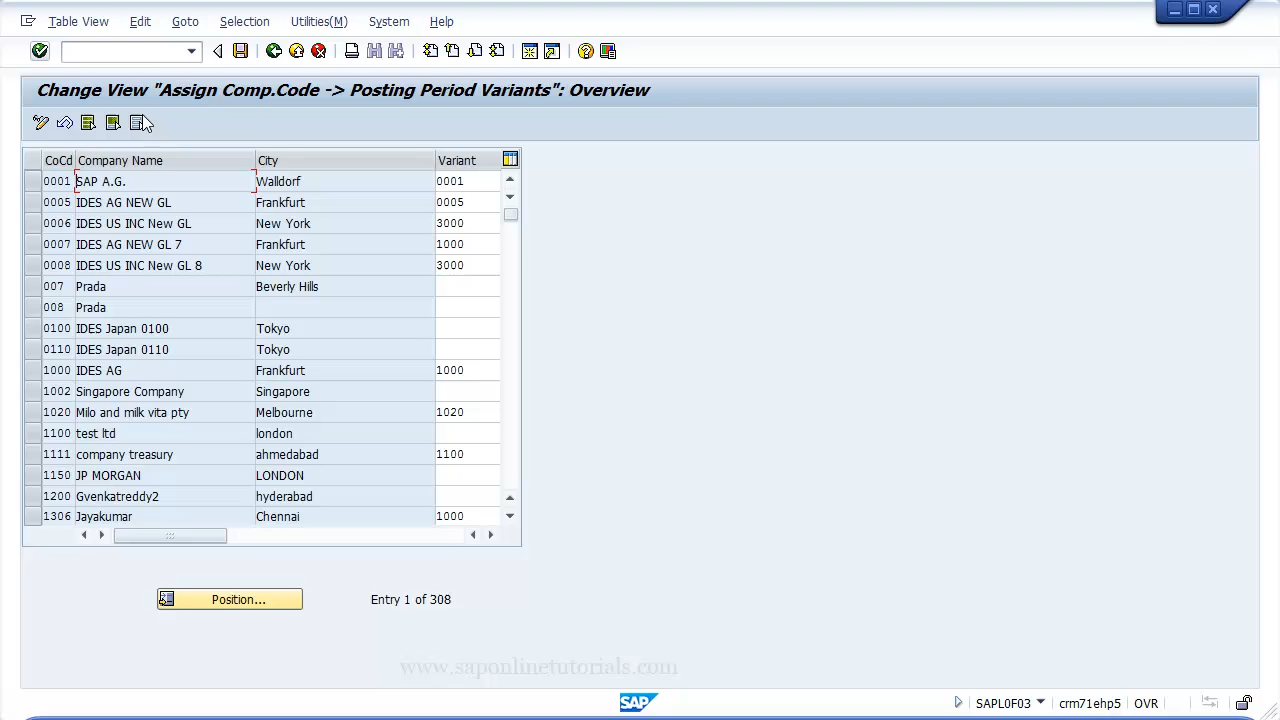 Table View Edit Goto Selection Utilities(M) System Help
Change View "Assign Comp.Code -> Posting Period Variants": Overview
CoCd Company Name City Variant
0001 SAP A.G. Walldorf 0001
0005 IDES AG NEW GL Frankfurt 0005
0006 IDES US INC New GL New York 3000
0007 IDES AG NEW GL 7 Frankfurt 1000
0008 IDES US INC New GL 8 New York 3000
007 Prada Beverly Hills
008 Prada
0100 IDES Japan 0100 Tokyo
0110 IDES Japan 0110 Tokyo
1000 IDES AG Frankfurt 1000
1002 Singapore Company Singapore
1020 Milo and milk vita pty Melbourne 1020
1100 test ltd london
1111 company treasury ahmedabad 1100
1150 JP MORGAN LONDON
1200 Gvenkatreddy2 hyderabad
1306 Jayakumar Chennai 1000
Position... Entry 1 of 308
www.saponlinetutorials.com
SAP SAPL0F03 OVR